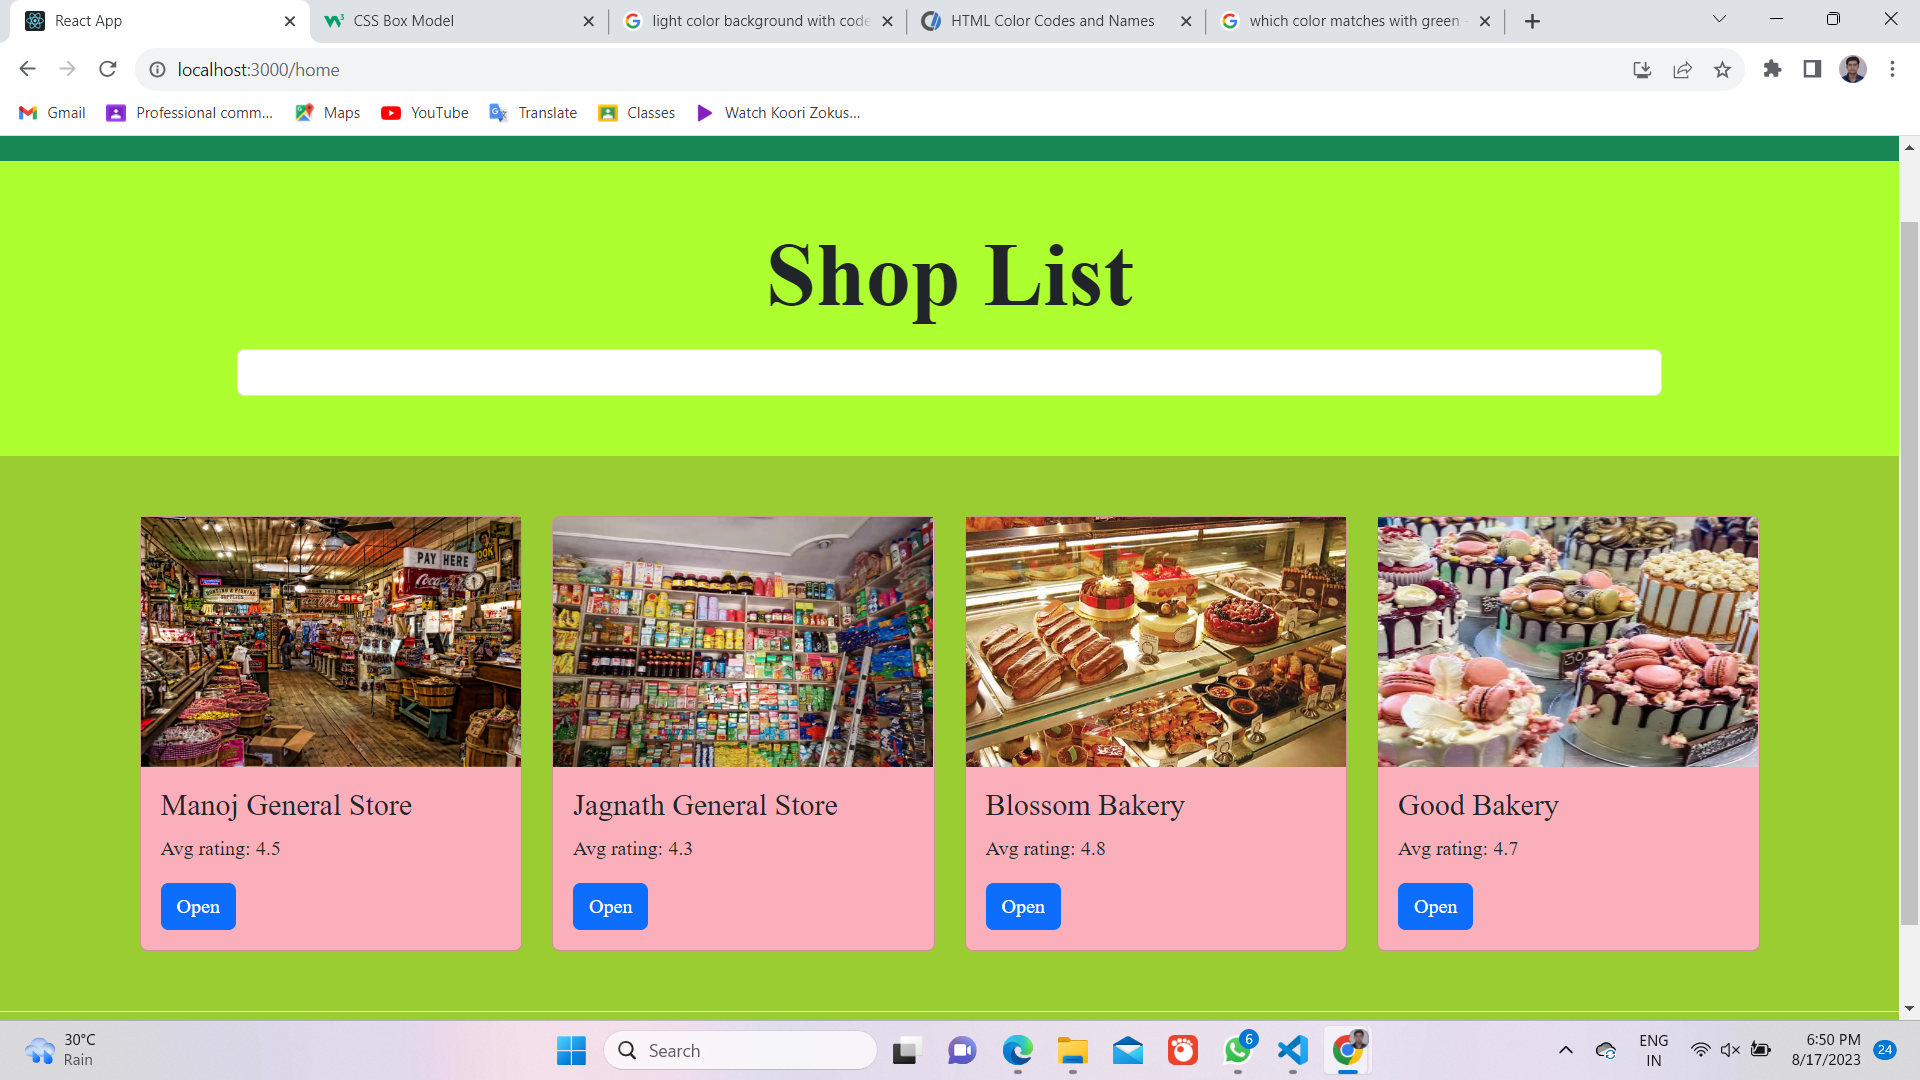 React App
CSS Box Model
light color background with code
HTML Color Codes and Names
which color matches with green -
localhost:3000/home
Gmail
Professional comm...
Maps
YouTube
Translate
Classes
Watch Koori Zokus...
Shop List
PAY HERE
Coca-Cola
CAFE
Manoj General Store
Avg rating: 4.5
Open
Jagnath General Store
Avg rating: 4.3
Open
Blossom Bakery
Avg rating: 4.8
Open
Good Bakery
Avg rating: 4.7
Open
30°C
Rain
Search
6
ENG
IN
6:50 PM
8/17/2023
24